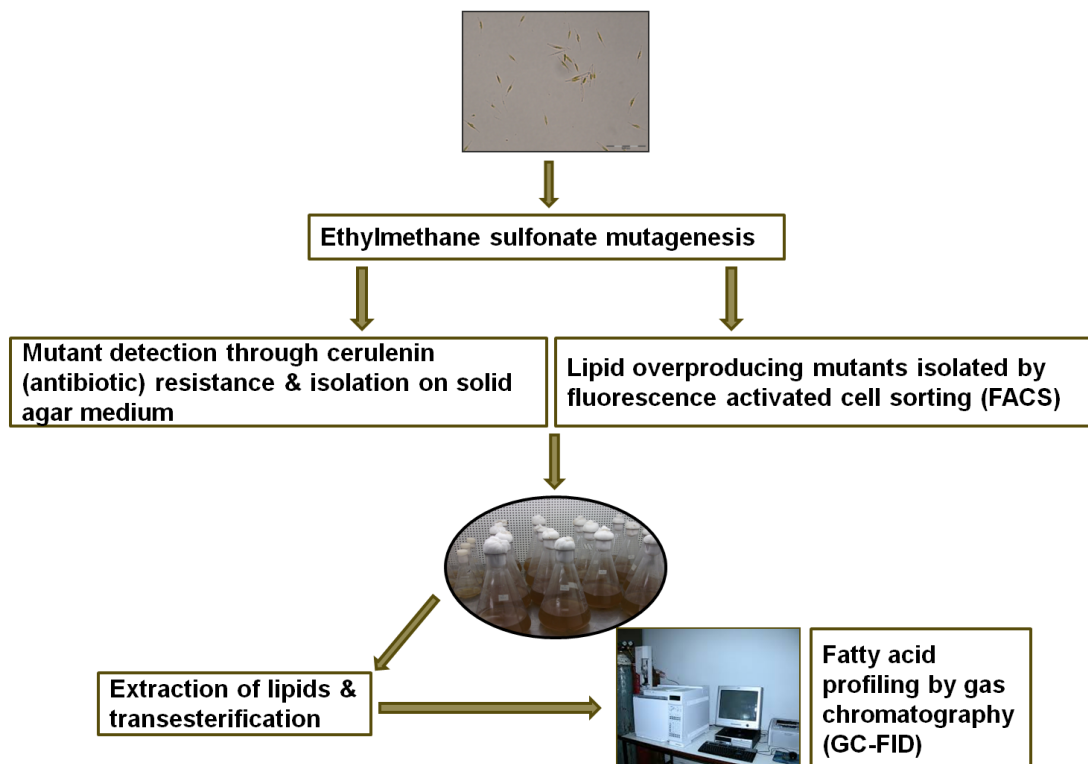 Ethylmethane sulfonate mutagenesis
Mutant detection through cerulenin
(antibiotic) resistance & isolation on solid
agar medium
Lipid overproducing mutants isolated by
fluorescence activated cell sorting (FACS)
Extraction of lipids &
transesterification
Fatty acid
profiling by gas
chromatography
(GC-FID)